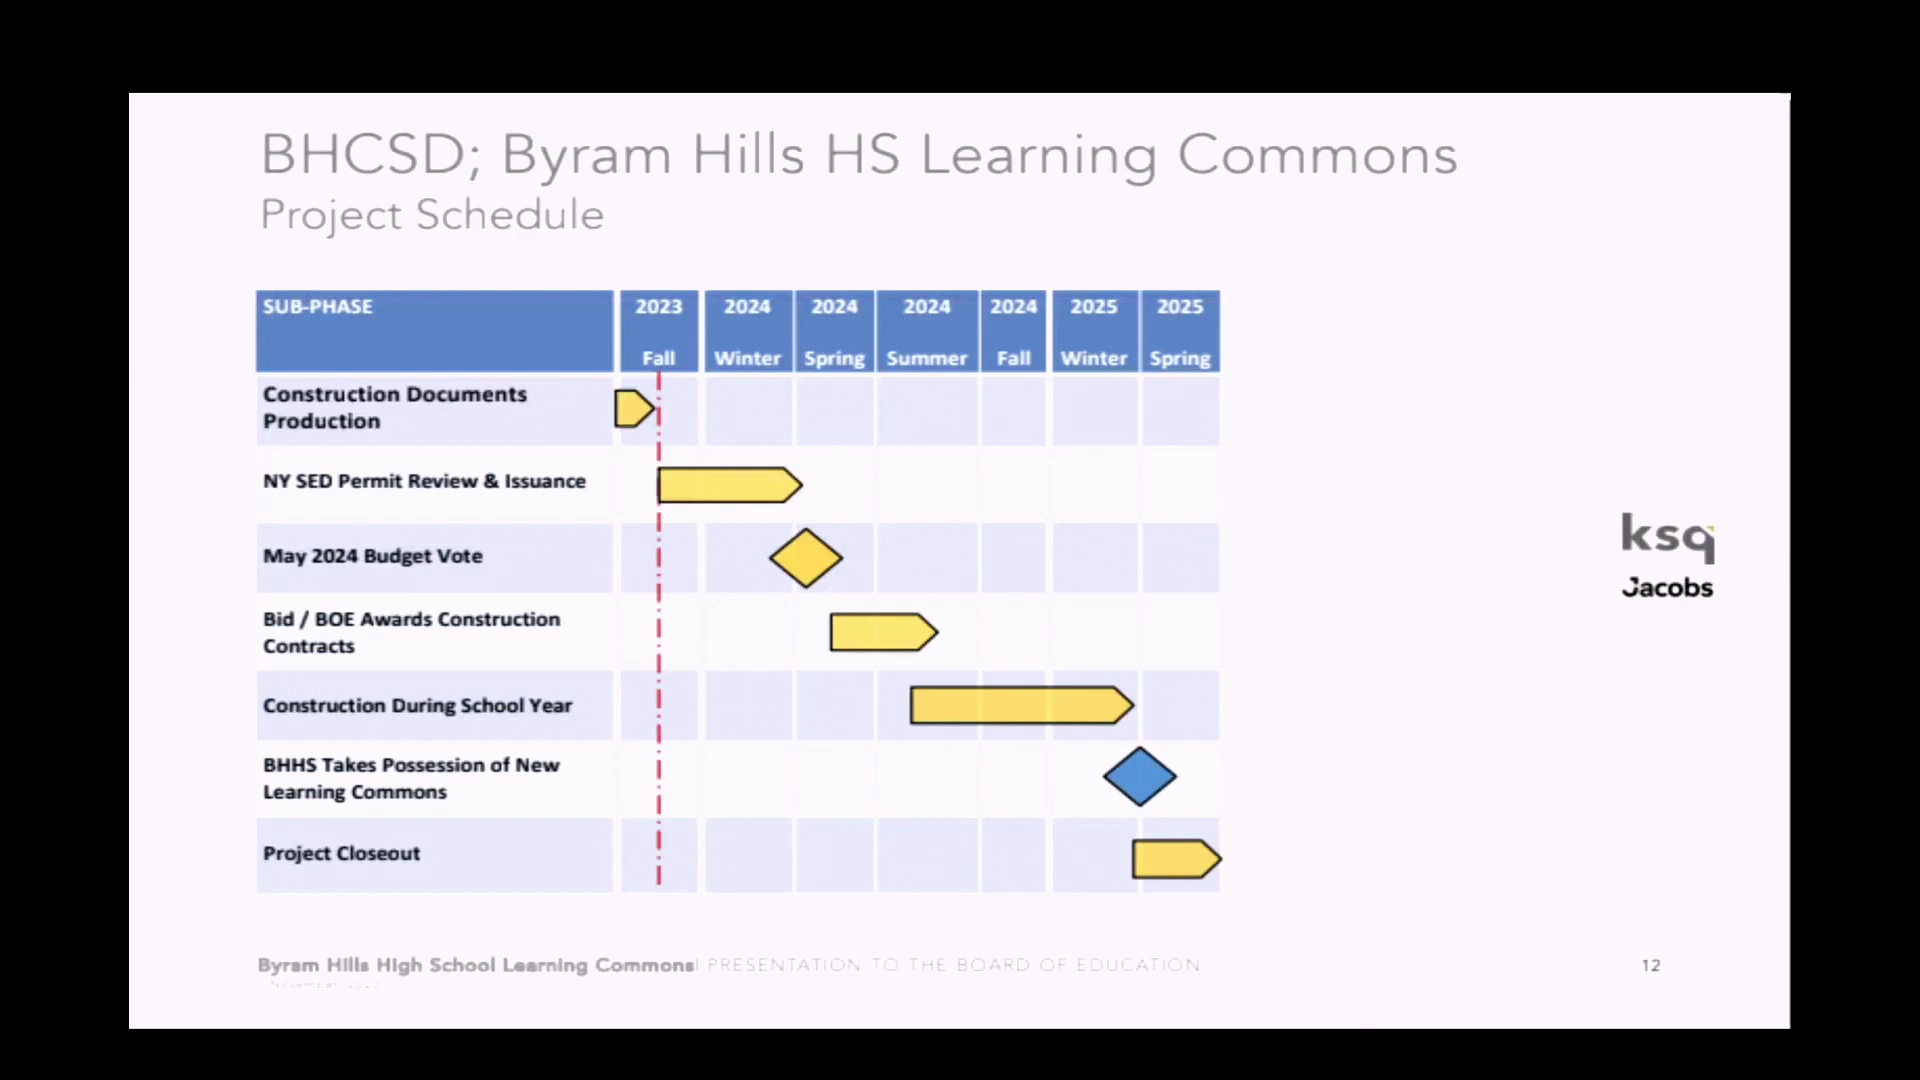 BHCSD; Byram Hills HS Learning Commons
Project Schedule
SUB-PHASE
2023 Fall
2024 Winter
2024 Spring
2024 Summer
2024 Fall
2025 Winter
2025 Spring
Construction Documents
Production
NY SED Permit Review & Issuance
May 2024 Budget Vote
Bid / BOE Awards Construction
Contracts
Construction During School Year
BHHS Takes Possession of New
Learning Commons
Project Closeout
ksq
Jacobs
Byram Hills High School Learning Commons| PRESENTATION TO THE BOARD OF EDUCATION
12